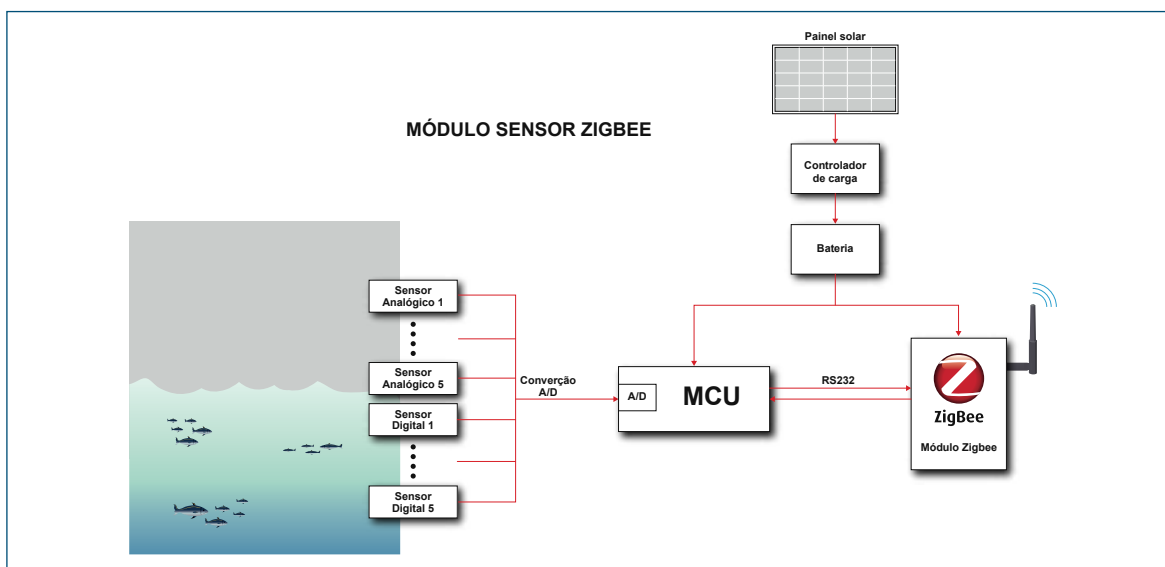 Painel solar
MÓDULO SENSOR ZIGBEE
Controlador
de carga
Bateria
Sensor
Analógico 1
Sensor
Analógico 5
Sensor
Digital 1
Sensor
Digital 5
Converção
A/D
A/D
MCU
RS232
Z
ZigBee
Módulo Zigbee